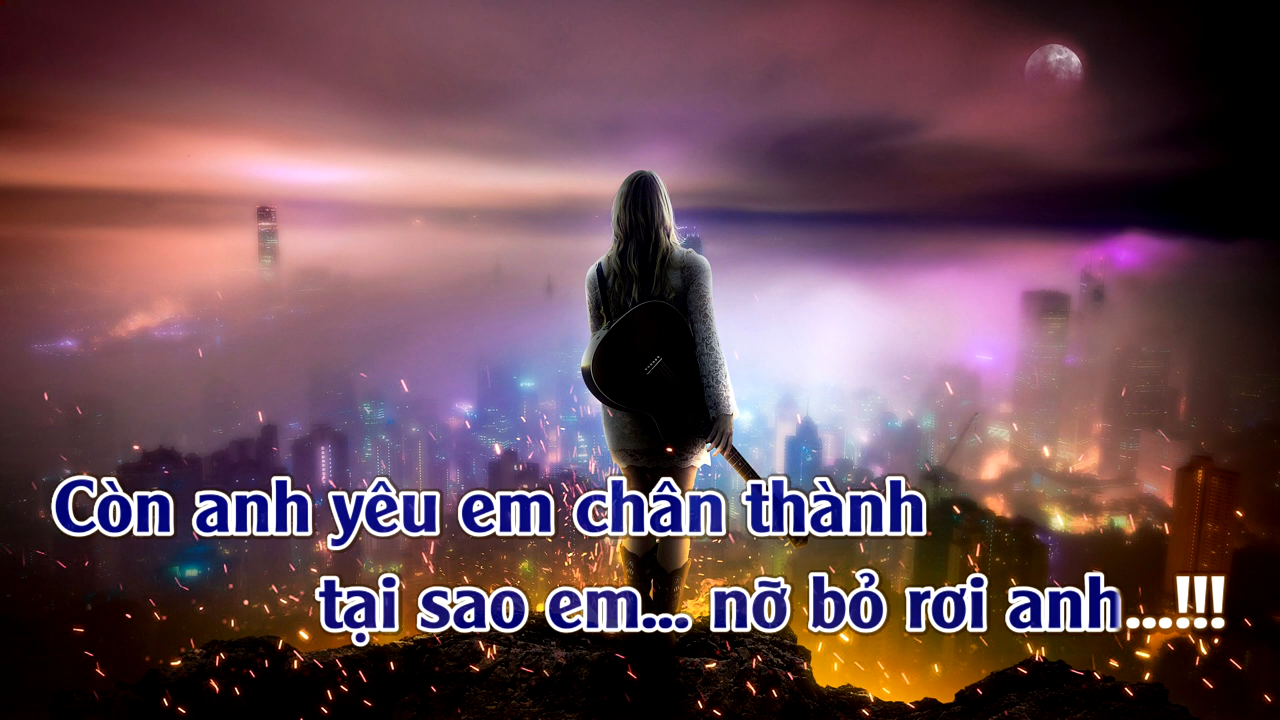 Còn anh yêu em chân thành
tại sao em... nỡ bỏ rơi anh...!!!